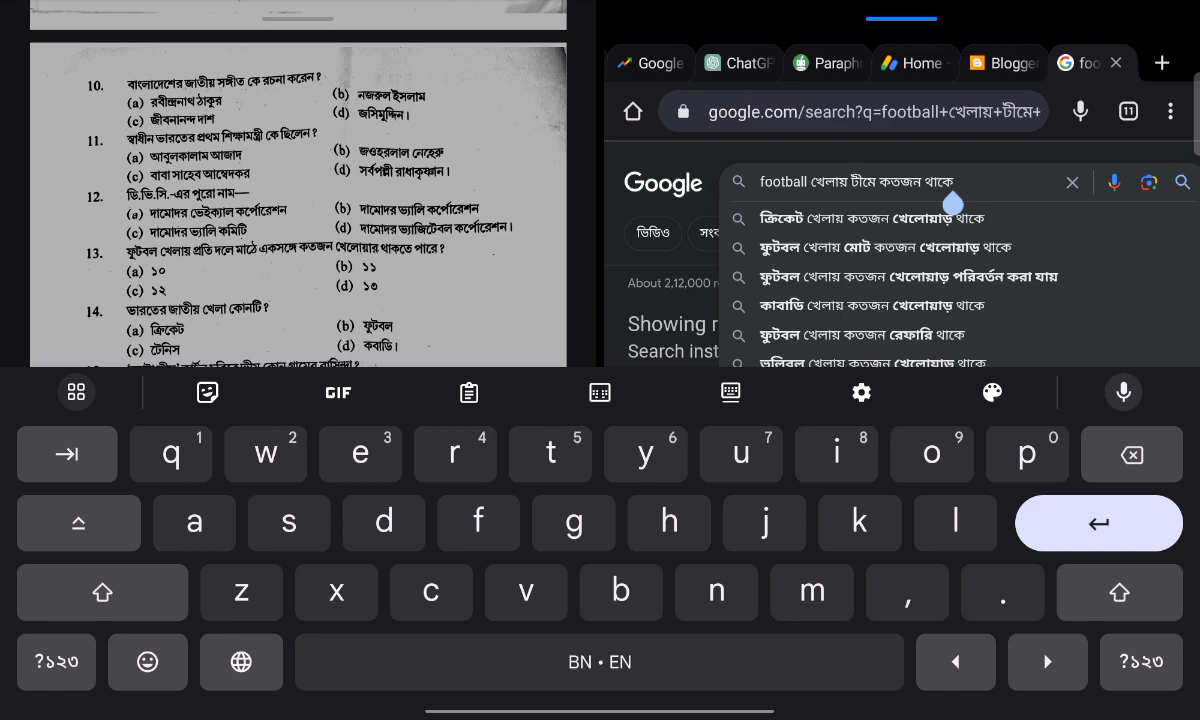 10. বাংলাদেশের জাতীয় সঙ্গীত কে রচনা করেন ?
(a) রবীন্দ্রনাথ ঠাকুর (b) নজরুল ইসলাম
(c) জীবনানন্দ দাশ (d) জসিমুদ্দিন।
11. স্বাধীন ভারতের প্রথম শিক্ষামন্ত্রী কে ছিলেন ?
(a) আবুলকালাম আজাদ (b) জওহরলাল নেহেরু
(c) বাবা সাহেব আম্বেদকর (d) সর্বপল্লী রাধাকৃষ্ণান।
12. ডি.ভি.সি.-এর পুরো নাম—
(a) দামোদর ভেইক্যাল কর্পোরেশন (b) দামোদর ভ্যালি কর্পোরেশন
(c) দামোদর ভ্যালি কমিটি (d) দামোদর ভ্যাজিটেবল কর্পোরেশন।
13. ফুটবল খেলায় প্রতি দলে মাঠে একসঙ্গে কতজন খেলোয়ার থাকতে পারে ?
(a) ১০ (b) ১১
(c) ১২ (d) ১৩
14. ভারতের জাতীয় খেলা কোনটি ?
(a) ক্রিকেট (b) ফুটবল
(c) টেনিস (d) কবাডি।
Google ChatGP Paraph Home Blogger foo
google.com/search?q=football+খেলায়+টীমে+ 11
Google football খেলায় টীমে কতজন থাকে
ভিডিও সংব
ক্রিকেট খেলায় কতজন খেলোয়াড় থাকে
ফুটবল খেলায় মোট কতজন খেলোয়াড় থাকে
ফুটবল খেলায় কতজন খেলোয়াড় পরিবর্তন করা যায়
কাবাডি খেলায় কতজন খেলোয়াড় থাকে
ফুটবল খেলায় কতজন রেফারি থাকে
ভলিবল খেলায় কতজন খেলোয়াড় থাকে
About 2,12,000 r
Showing r
Search inst
GIF
q 1 w 2 e 3 r 4 t 5 y 6 u 7 i 8 o 9 p 0
a s d f g h j k l
z x c v b n m , .
?১২৩ BN • EN ?১২৩